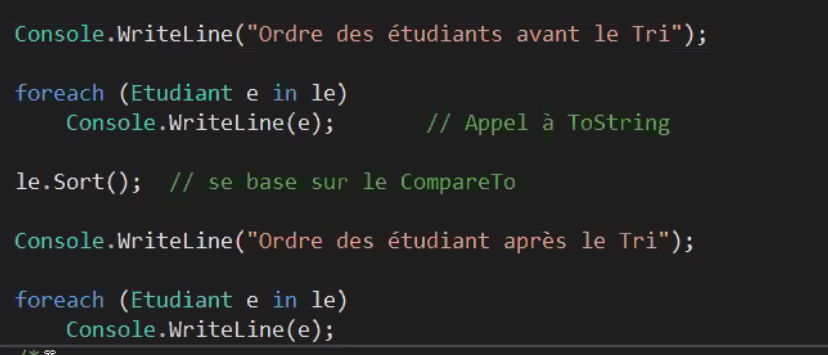 Console.WriteLine("Ordre des étudiants avant le Tri");
foreach (Etudiant e in le)
Console.WriteLine(e); // Appel à ToString
le.Sort(); // se base sur le CompareTo
Console.WriteLine("Ordre des étudiant après le Tri");
foreach (Etudiant e in le)
Console.WriteLine(e);
/*